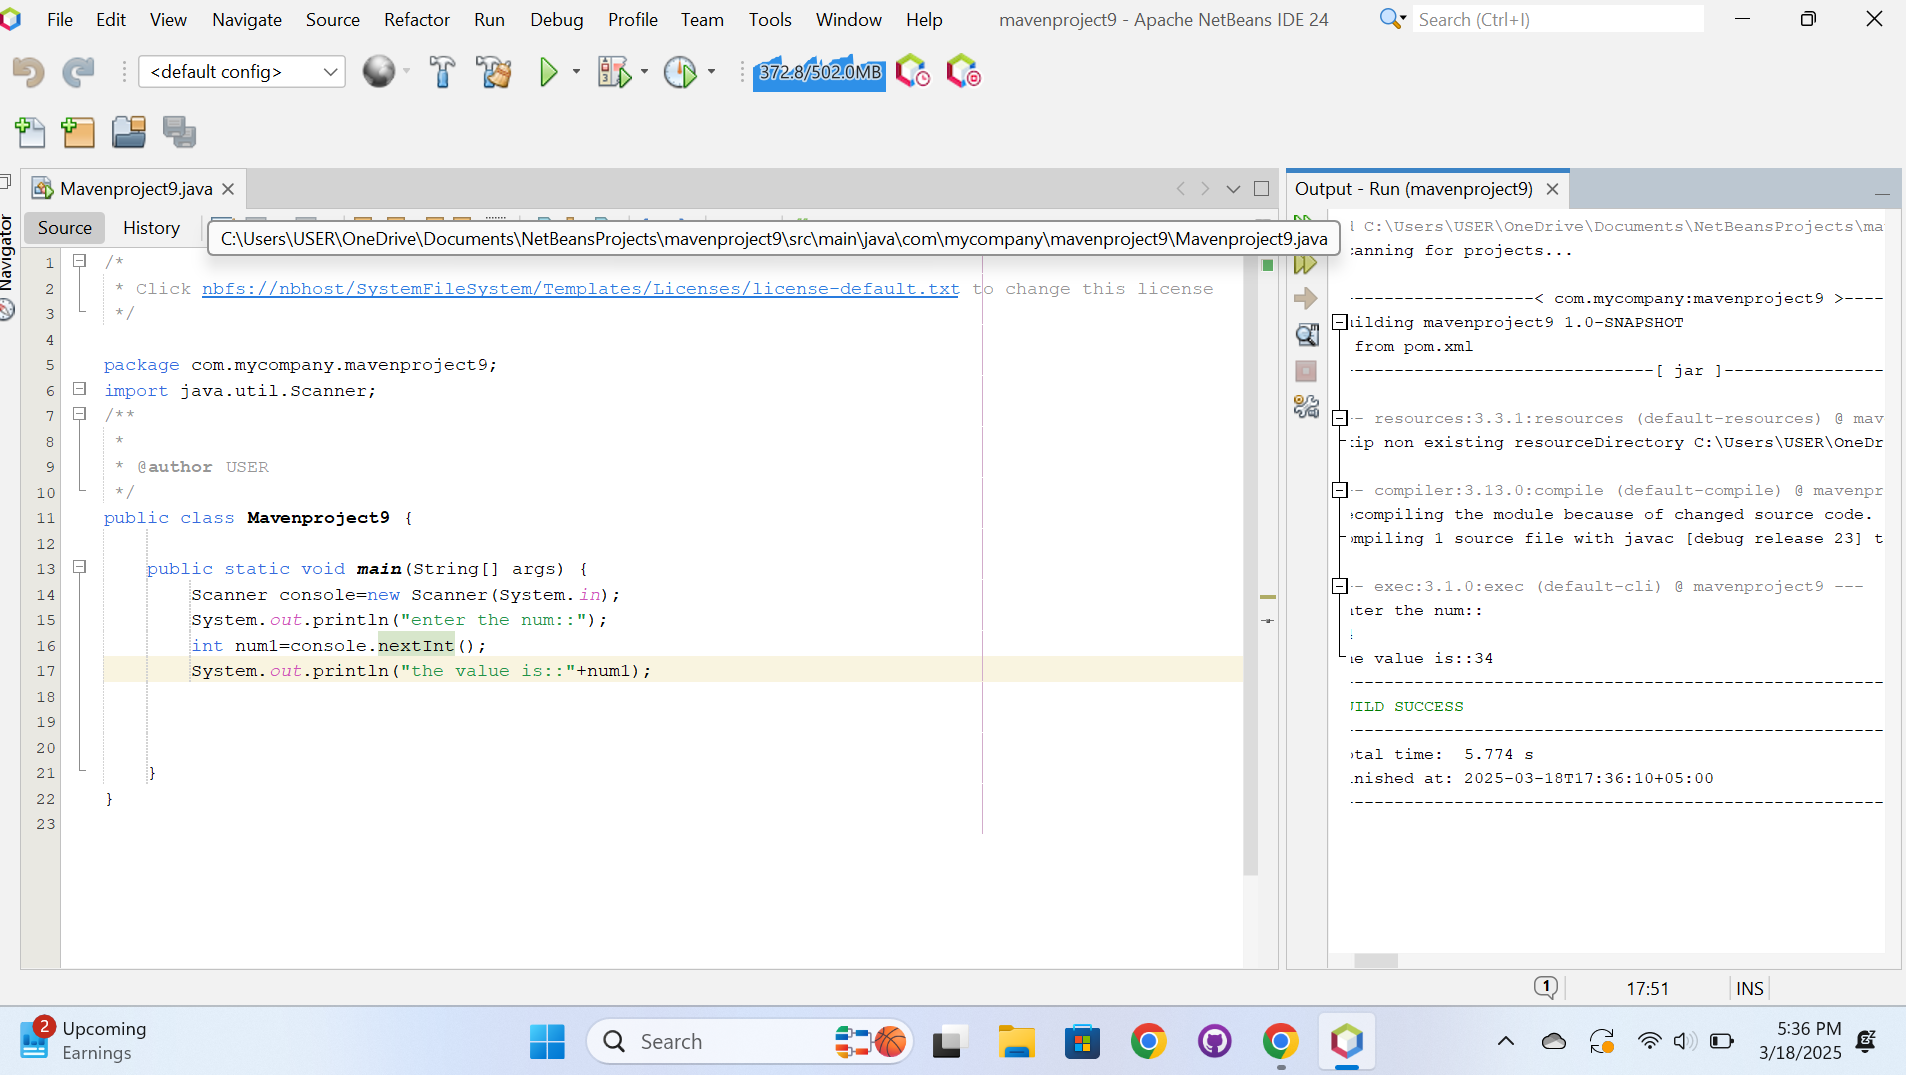 File Edit View Navigate Source Refactor Run Debug Profile Team Tools Window Help mavenproject9 - Apache NetBeans IDE 24 Search (Ctrl+I)
<default config> 372.8/502.0MB
Mavenproject9.java
Source History
C:\Users\USER\OneDrive\Documents\NetBeansProjects\mavenproject9\src\main\java\com\mycompany\mavenproject9\Mavenproject9.java
Navigator
1 /*
2 * Click nbfs://nbhost/SystemFileSystem/Templates/Licenses/license-default.txt to change this license
3 */
4
5 package com.mycompany.mavenproject9;
6 import java.util.Scanner;
7 /**
8 *
9 * @author USER
10 */
11 public class Mavenproject9 {
12
13 public static void main(String[] args) {
14 Scanner console=new Scanner(System.in);
15 System.out.println("enter the num::");
16 int num1=console.nextInt();
17 System.out.println("the value is::"+num1);
18
19
20
21 }
22 }
23
Output - Run (mavenproject9)
C:\Users\USER\OneDrive\Documents\NetBeansProjects\ma
canning for projects...
------------------< com.mycompany:mavenproject9 >----
uilding mavenproject9 1.0-SNAPSHOT
from pom.xml
------------------------------[ jar ]----------------
-- resources:3.3.1:resources (default-resources) @ mav
kip non existing resourceDirectory C:\Users\USER\OneDr
-- compiler:3.13.0:compile (default-compile) @ mavenpr
ecompiling the module because of changed source code.
ompiling 1 source file with javac [debug release 23] t
-- exec:3.1.0:exec (default-cli) @ mavenproject9 ---
nter the num::
he value is::34
UILD SUCCESS
otal time:  5.774 s
inished at: 2025-03-18T17:36:10+05:00
1 17:51 INS
2 Upcoming
Earnings
Search
5:36 PM
3/18/2025